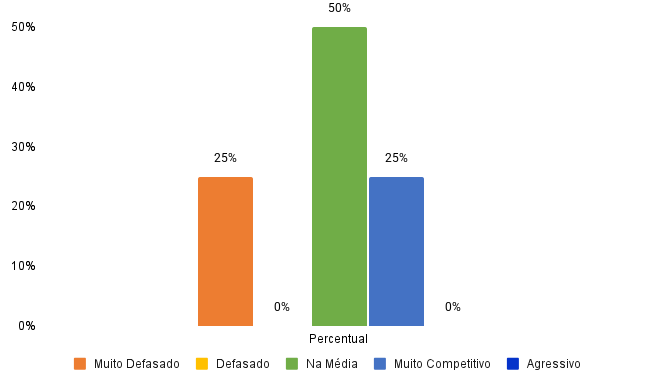 50%
50%
40%
30%
25%
25%
20%
10%
0%
0%
0%
Percentual
Muito Defasado
Defasado
Na Média
Muito Competitivo
Agressivo